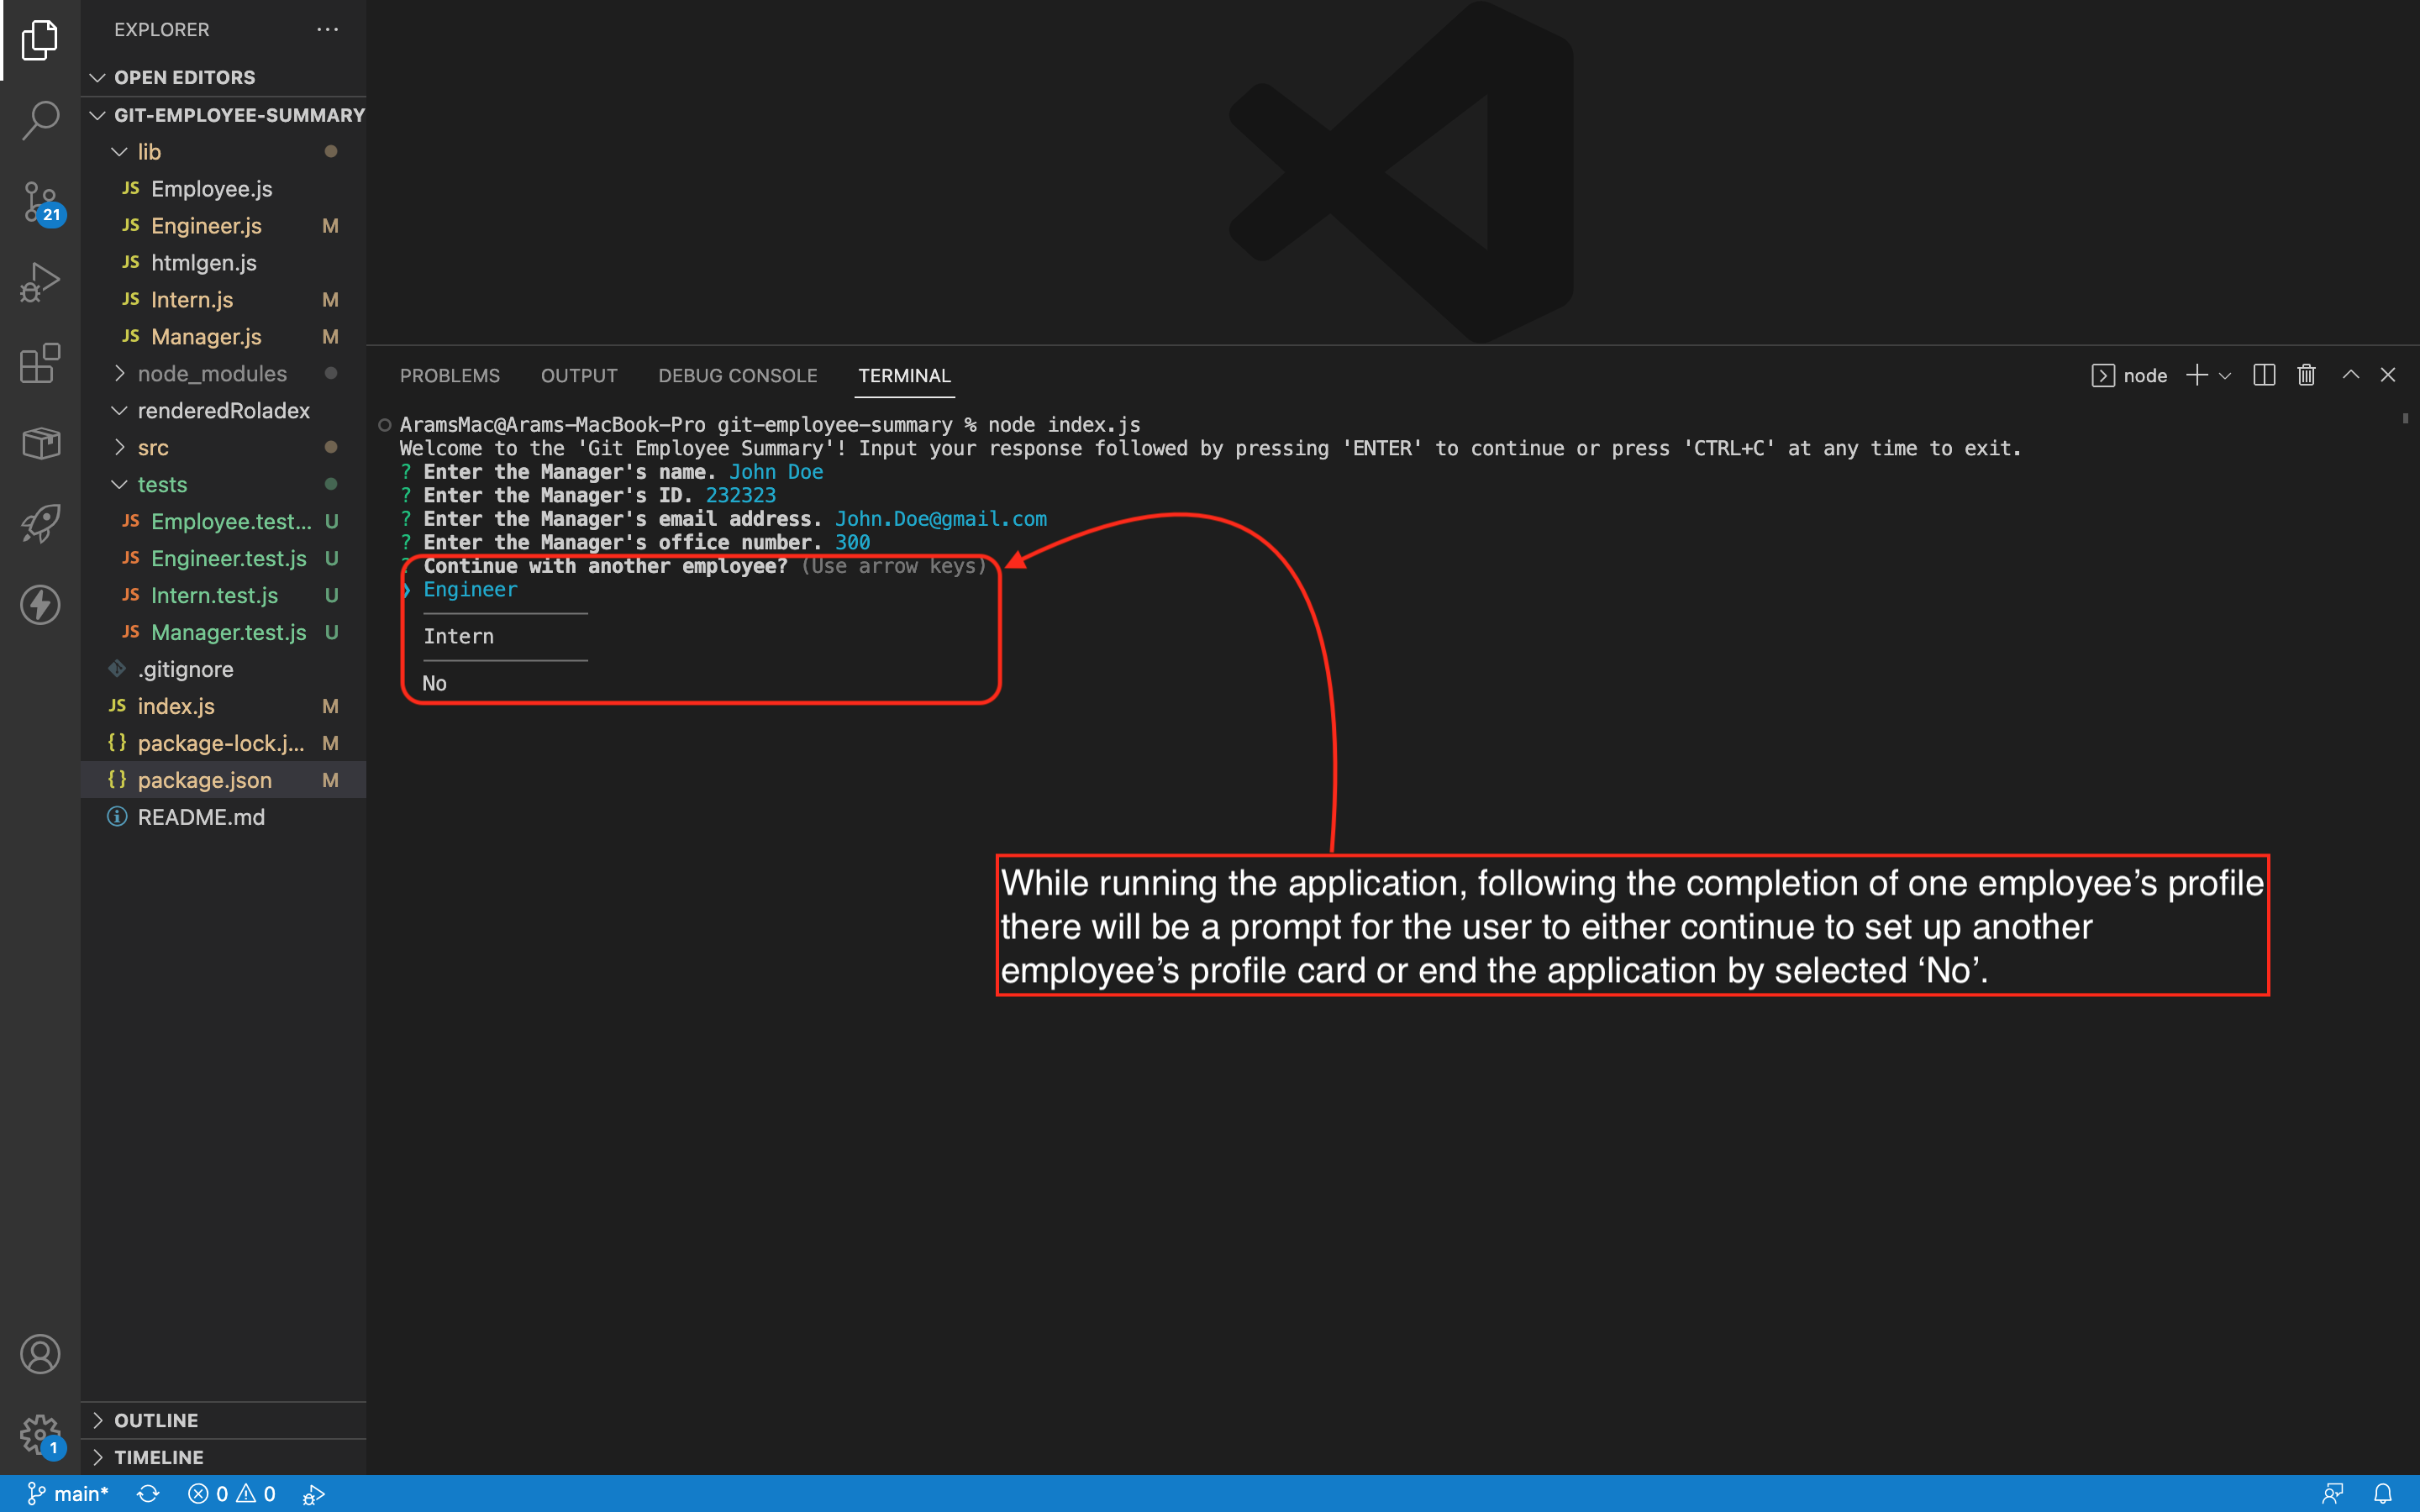 EXPLORER
OPEN EDITORS
GIT-EMPLOYEE-SUMMARY
lib
JS Employee.js
JS Engineer.js M
JS htmlgen.js
JS Intern.js M
JS Manager.js M
node_modules
renderedRoladex
src
tests
JS Employee.test... U
JS Engineer.test.js U
JS Intern.test.js U
JS Manager.test.js U
.gitignore
JS index.js M
{} package-lock.j... M
{} package.json M
README.md
OUTLINE
TIMELINE
21
1
PROBLEMS OUTPUT DEBUG CONSOLE TERMINAL
node
AramsMac@Arams-MacBook-Pro git-employee-summary % node index.js
Welcome to the 'Git Employee Summary'! Input your response followed by pressing 'ENTER' to continue or press 'CTRL+C' at any time to exit.
? Enter the Manager's name. John Doe
? Enter the Manager's ID. 232323
? Enter the Manager's email address. John.Doe@gmail.com
? Enter the Manager's office number. 300
? Continue with another employee? (Use arrow keys)
❯ Engineer
──────────────
Intern
──────────────
No
While running the application, following the completion of one employee’s profile
there will be a prompt for the user to either continue to set up another
employee’s profile card or end the application by selected ‘No’.
main* 0 0